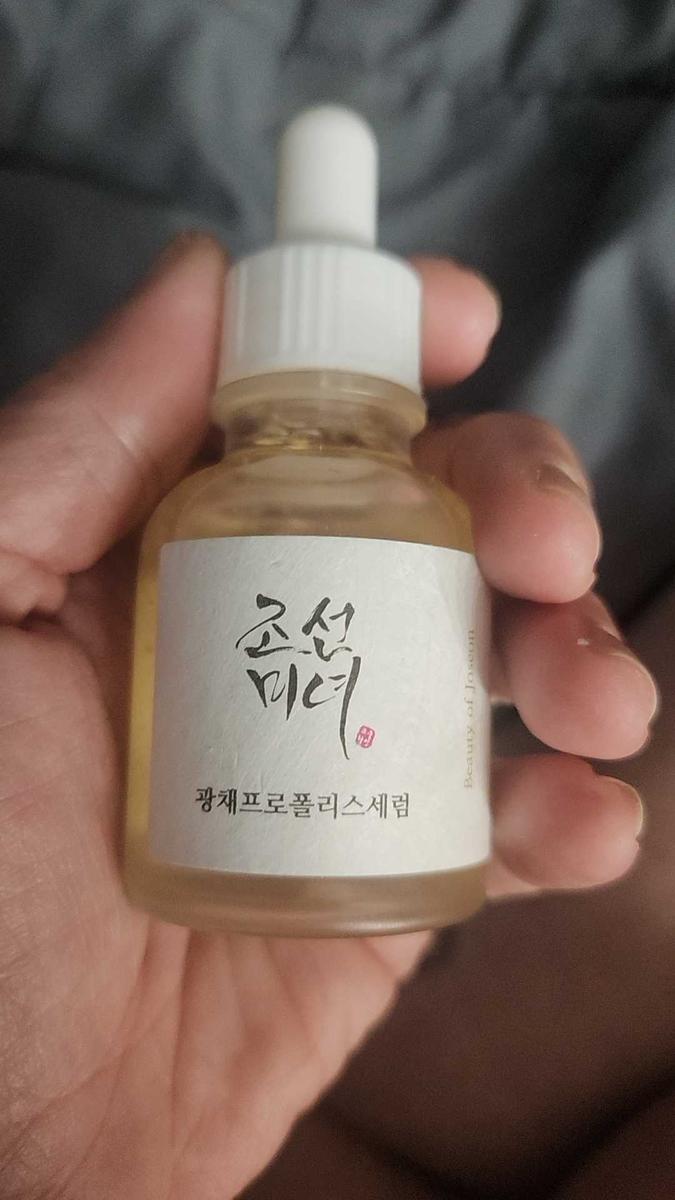 조선
미녀
광채프로폴리스세럼
Beauty of Joseon